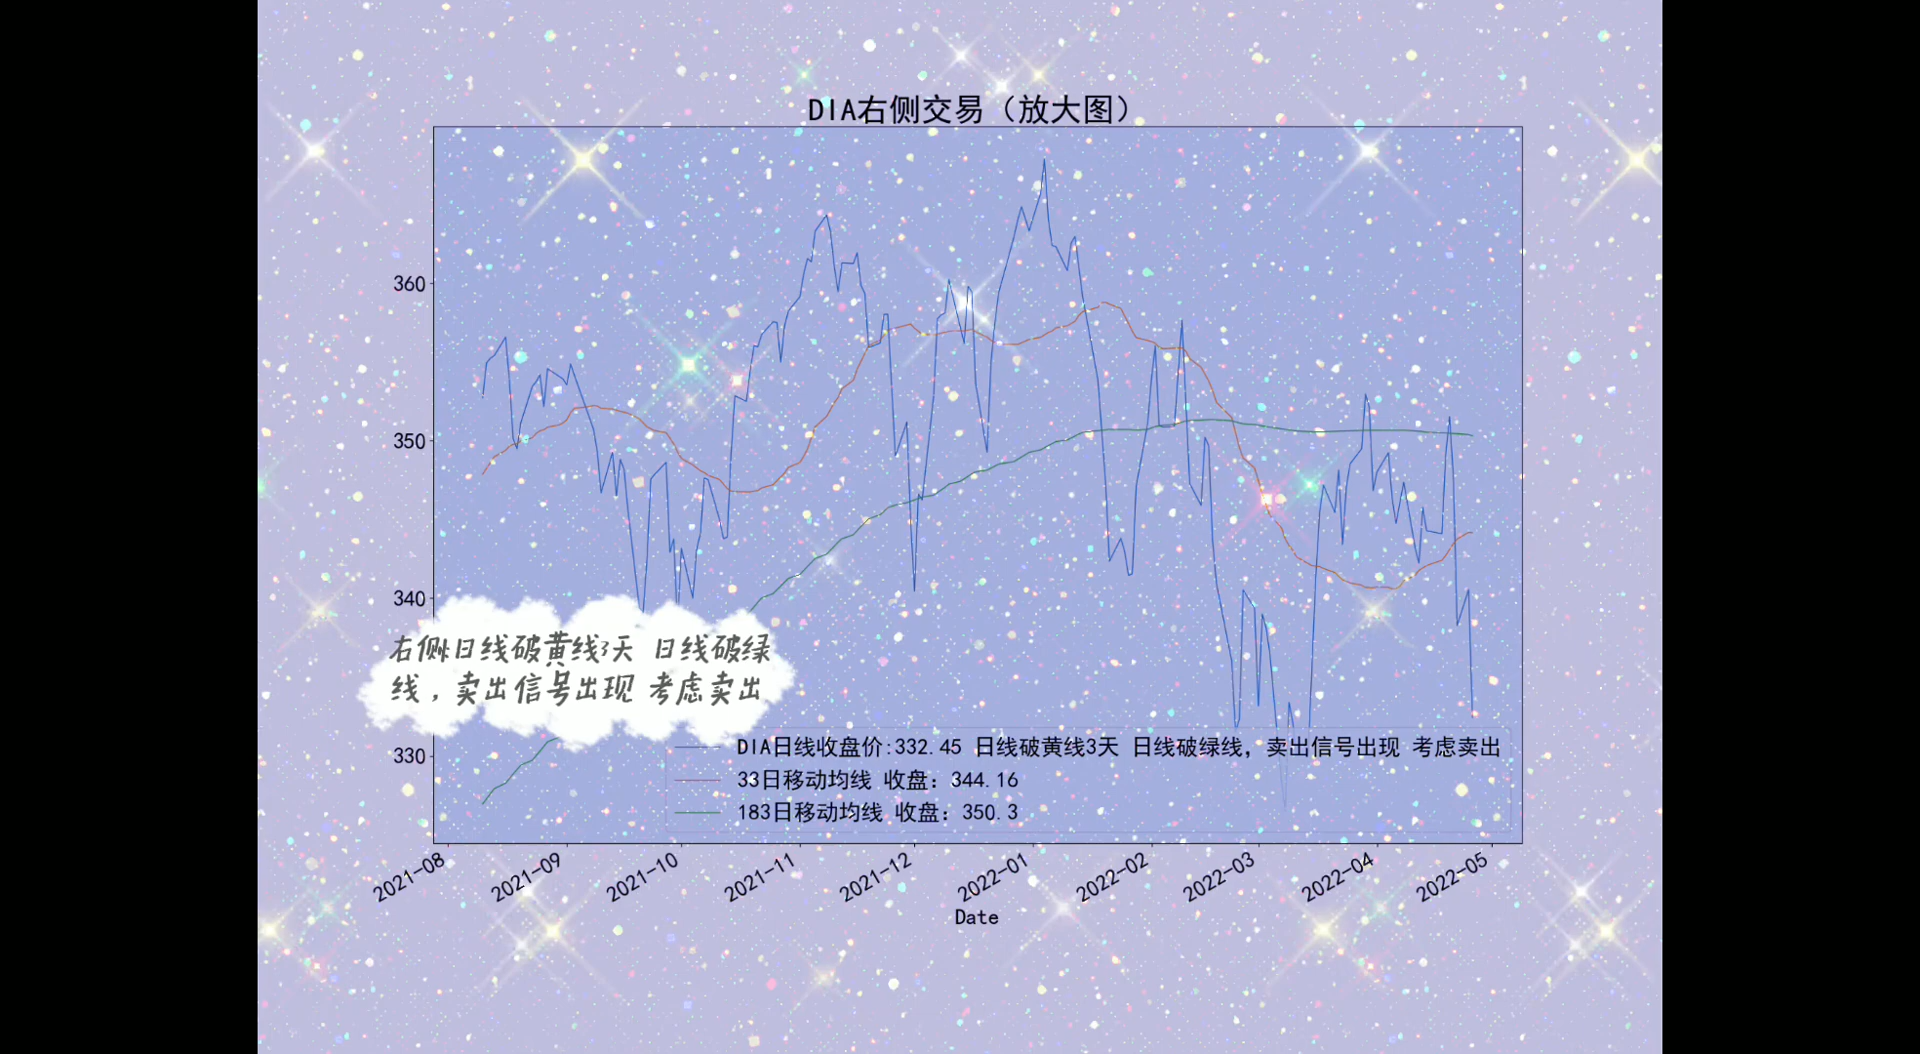 DIA右侧交易（放大图）
360
350
340
330
右侧日线破黄线3天 日线破绿
线，卖出信号出现 考虑卖出
DIA日线收盘价:332.45 日线破黄线3天 日线破绿线，卖出信号出现 考虑卖出
33日移动均线 收盘：344.16
183日移动均线 收盘：350.3
2021-08
2021-09
2021-10
2021-11
2021-12
2022-01
2022-02
2022-03
2022-04
2022-05
Date